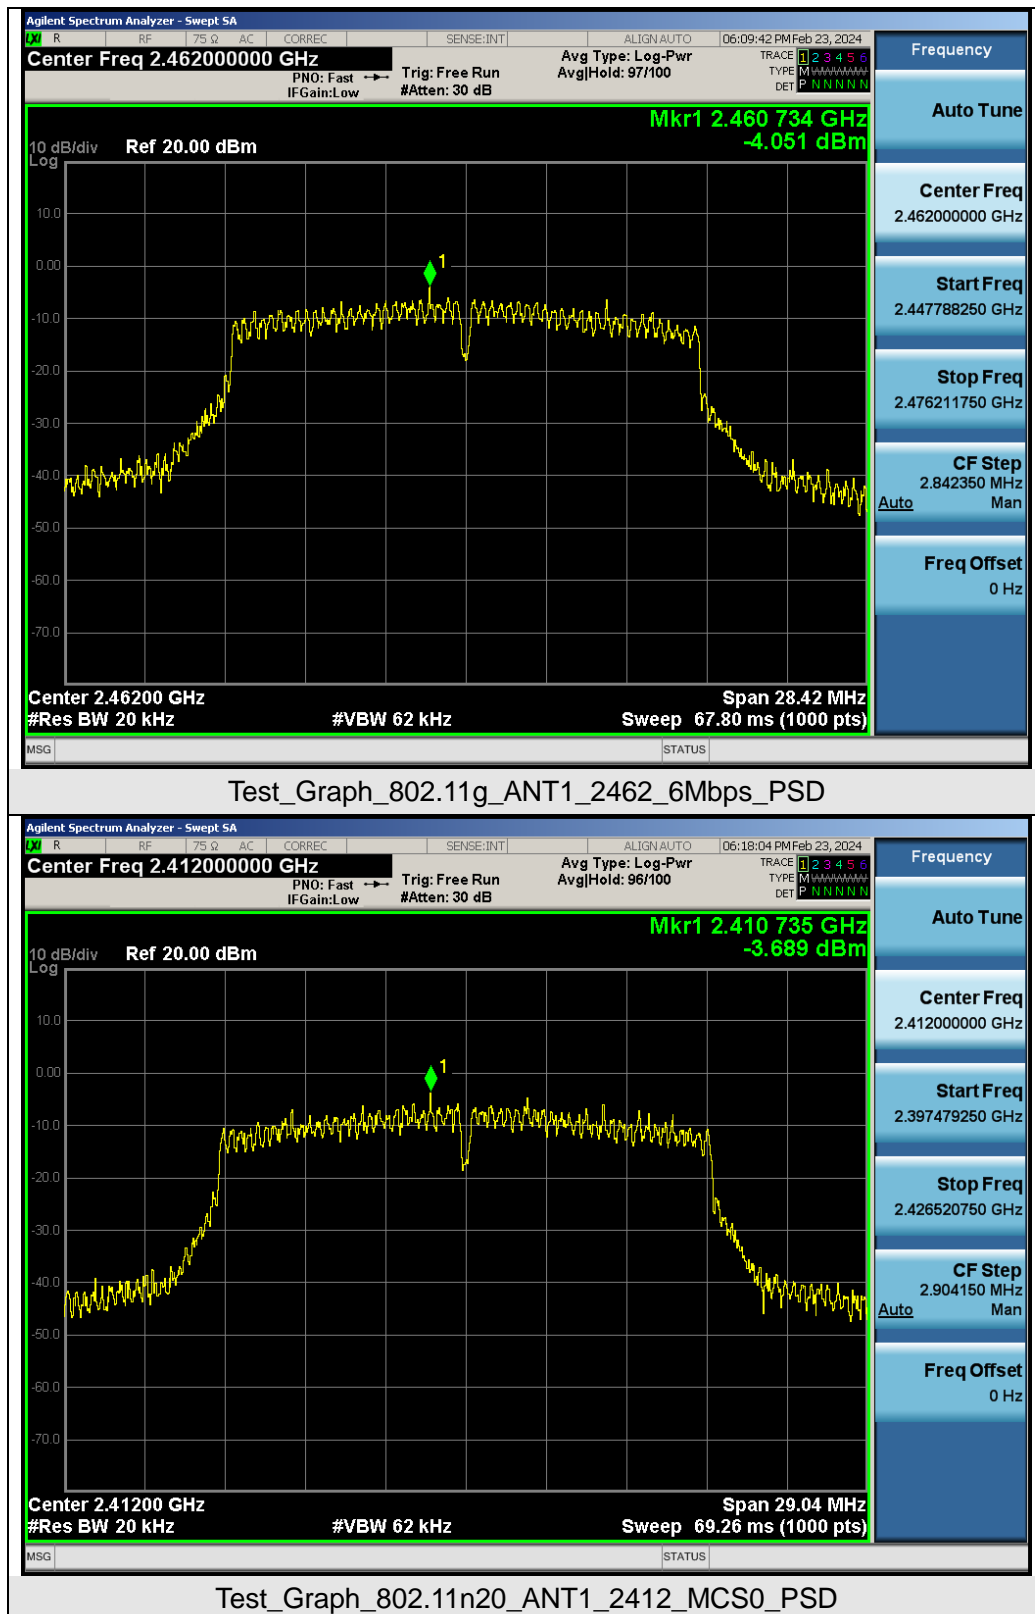 Agilent Spectrum Analyzer - Swept SA
LXI R RF 75 Ω AC CORREC SENSE:INT ALIGN AUTO 06:09:42 PM Feb 23, 2024
Center Freq 2.462000000 GHz
PNO: Fast
IFGain:Low
Trig: Free Run
#Atten: 30 dB
Avg Type: Log-Pwr
Avg|Hold: 97/100
TRACE 1 2 3 4 5 6
TYPE M WWWWW
DET P N N N N N
Frequency
Auto Tune
Center Freq
2.462000000 GHz
Start Freq
2.447788250 GHz
Stop Freq
2.476211750 GHz
CF Step
2.842350 MHz
Auto Man
Freq Offset
0 Hz
Mkr1 2.460 734 GHz
-4.051 dBm
10 dB/div Ref 20.00 dBm
Log
10.0
0.00
-10.0
-20.0
-30.0
-40.0
-50.0
-60.0
-70.0
1
Center 2.46200 GHz Span 28.42 MHz
#Res BW 20 kHz #VBW 62 kHz Sweep 67.80 ms (1000 pts)
MSG STATUS
Test_Graph_802.11g_ANT1_2462_6Mbps_PSD
Agilent Spectrum Analyzer - Swept SA
LXI R RF 75 Ω AC CORREC SENSE:INT ALIGN AUTO 06:18:04 PM Feb 23, 2024
Center Freq 2.412000000 GHz
PNO: Fast
IFGain:Low
Trig: Free Run
#Atten: 30 dB
Avg Type: Log-Pwr
Avg|Hold: 96/100
TRACE 1 2 3 4 5 6
TYPE M WWWWW
DET P N N N N N
Frequency
Auto Tune
Center Freq
2.412000000 GHz
Start Freq
2.397479250 GHz
Stop Freq
2.426520750 GHz
CF Step
2.904150 MHz
Auto Man
Freq Offset
0 Hz
Mkr1 2.410 735 GHz
-3.689 dBm
10 dB/div Ref 20.00 dBm
Log
10.0
0.00
-10.0
-20.0
-30.0
-40.0
-50.0
-60.0
-70.0
1
Center 2.41200 GHz Span 29.04 MHz
#Res BW 20 kHz #VBW 62 kHz Sweep 69.26 ms (1000 pts)
MSG STATUS
Test_Graph_802.11n20_ANT1_2412_MCS0_PSD